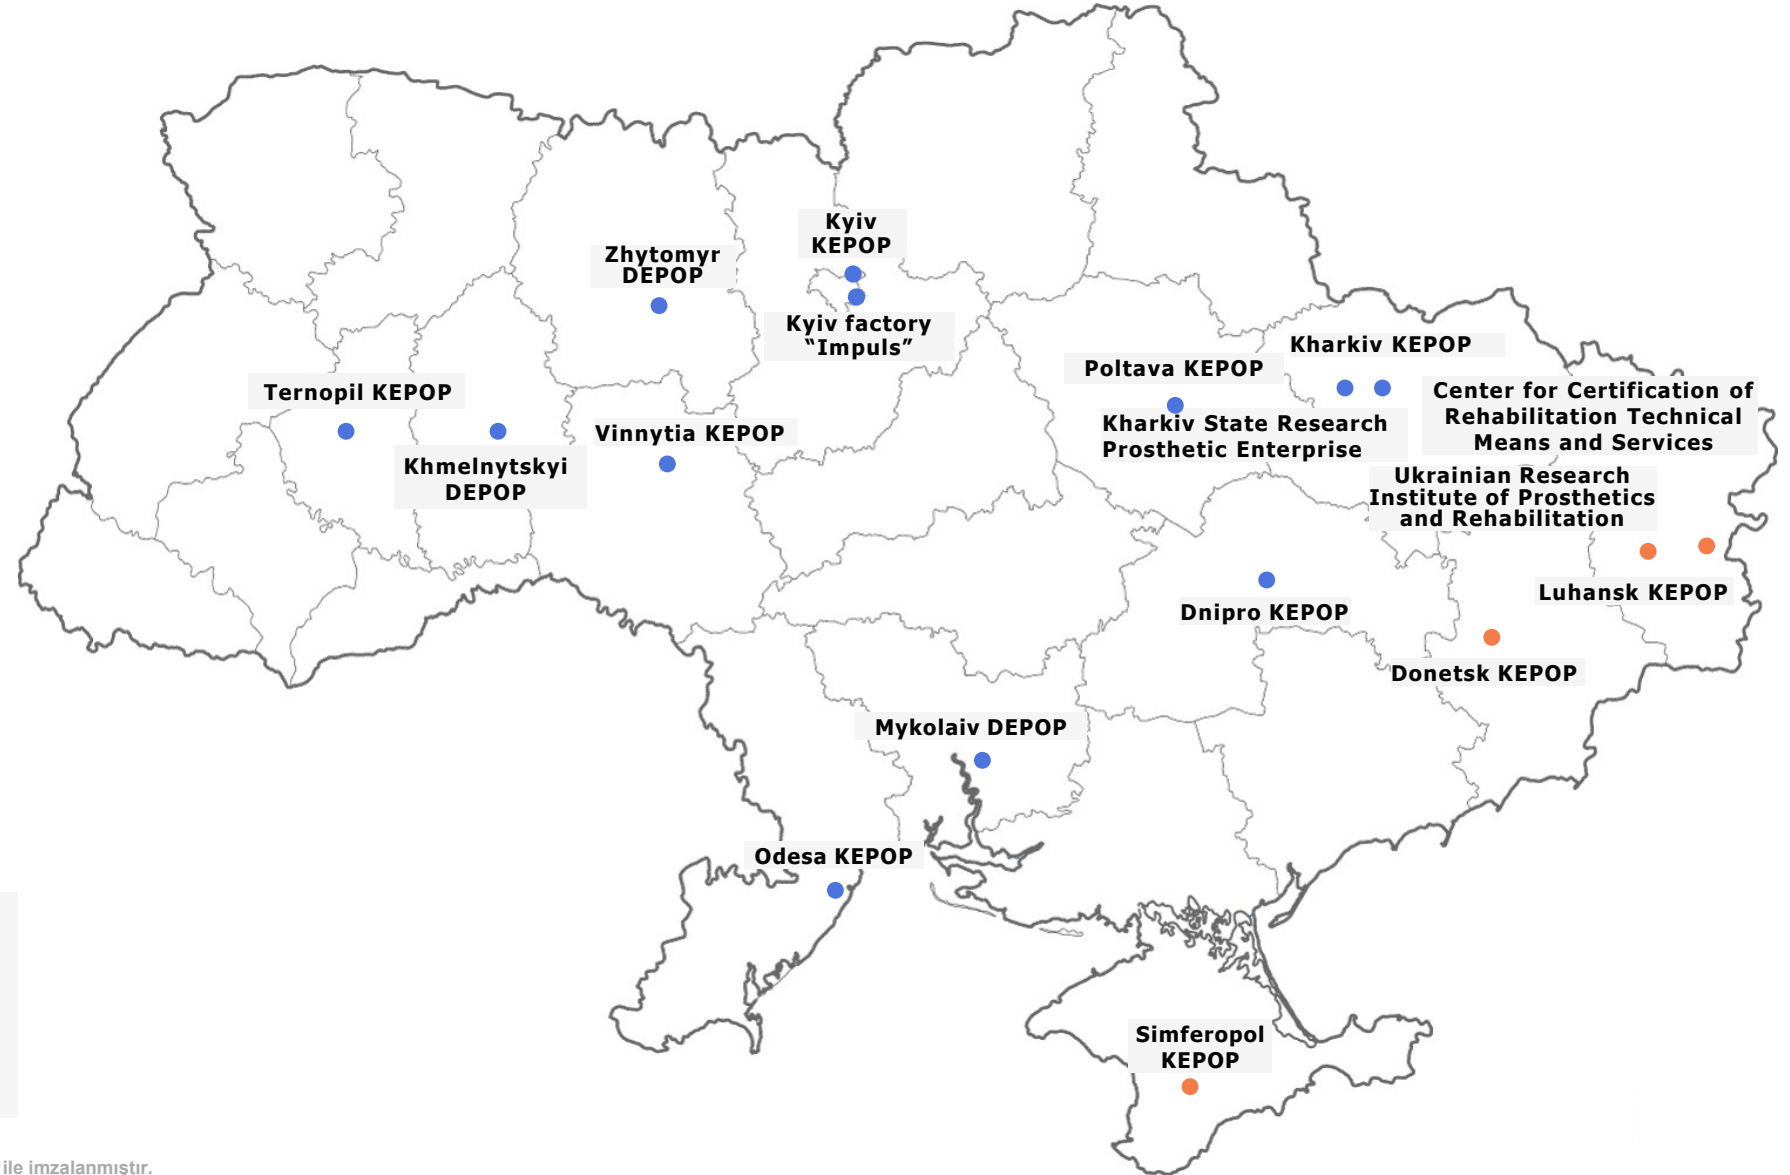 Kyiv
KEPOP
Zhytomyr
DEPOP
Kyiv factory
“Impuls”
Kharkiv KEPOP
Poltava KEPOP
Ternopil KEPOP
Center for Certification of
Rehabilitation Technical
Means and Services
Kharkiv State Research
Prosthetic Enterprise
Vinnytia KEPOP
Khmelnytskyi
DEPOP
Ukrainian Research
Institute of Prosthetics
and Rehabilitation
Luhansk KEPOP
Dnipro KEPOP
Donetsk KEPOP
Mykolaiv DEPOP
Odesa KEPOP
Simferopol
KEPOP
ile imzalanmıştır.